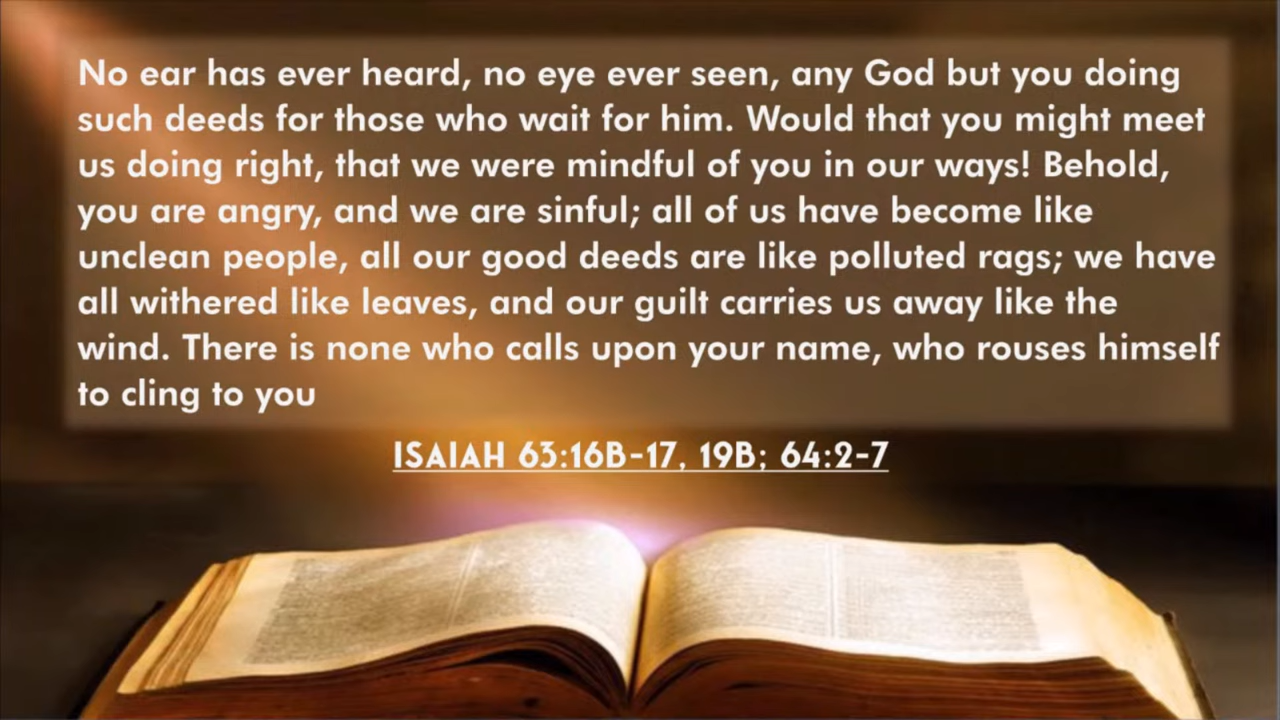 No ear has ever heard, no eye ever seen, any God but you doing
such deeds for those who wait for him. Would that you might meet
us doing right, that we were mindful of you in our ways! Behold,
you are angry, and we are sinful; all of us have become like
unclean people, all our good deeds are like polluted rags; we have
all withered like leaves, and our guilt carries us away like the
wind. There is none who calls upon your name, who rouses himself
to cling to you
ISAIAH 63:16B-17, 19B; 64:2-7